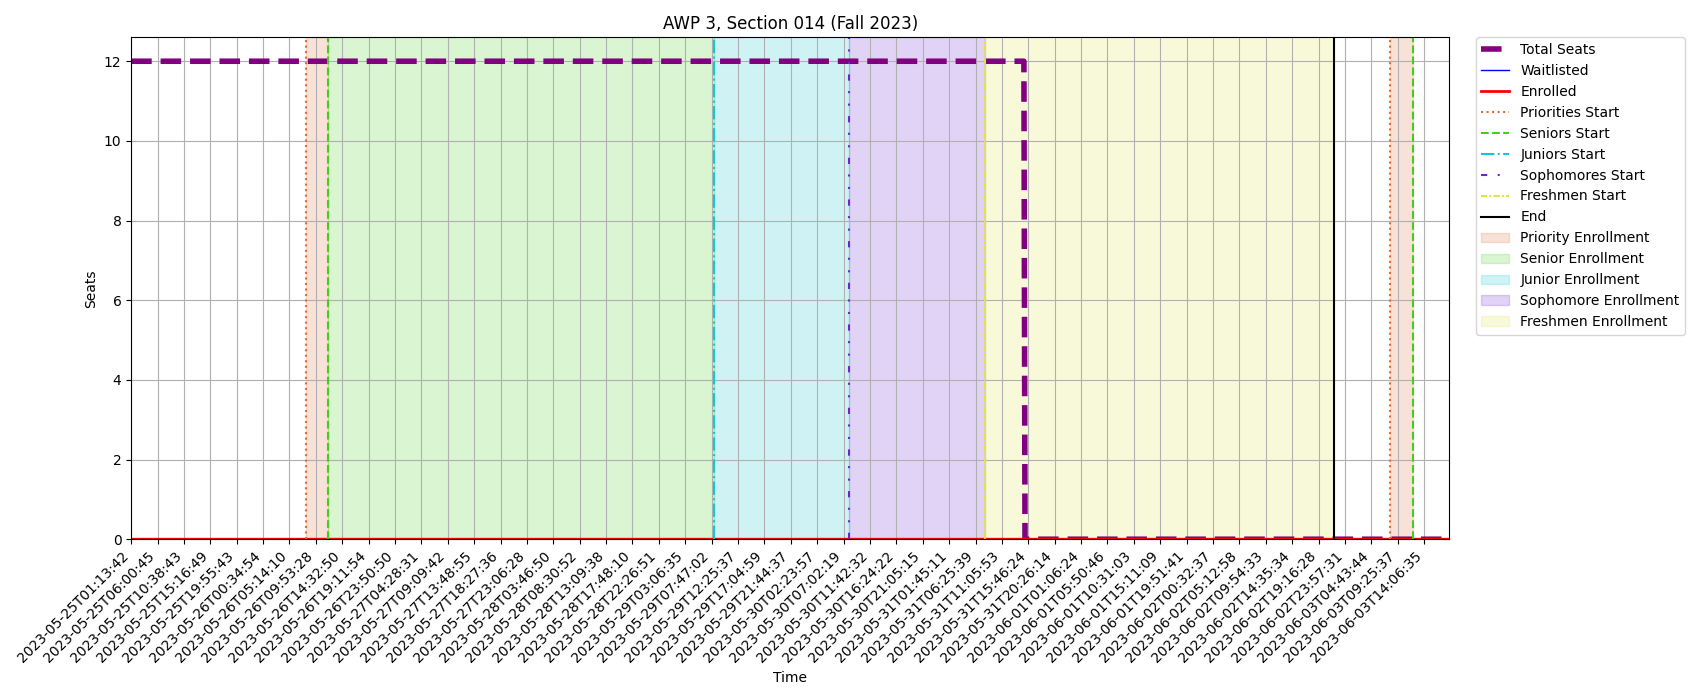 AWP 3, Section 014 (Fall 2023)
Seats
12
10
8
6
4
2
0
2023-05-25T01:13:42
2023-05-25T06:00:45
2023-05-25T10:38:43
2023-05-25T15:16:49
2023-05-25T19:55:43
2023-05-26T00:34:54
2023-05-26T05:14:10
2023-05-26T09:53:28
2023-05-26T14:32:50
2023-05-26T19:11:54
2023-05-26T23:50:50
2023-05-27T04:28:31
2023-05-27T09:09:42
2023-05-27T13:48:55
2023-05-27T18:27:36
2023-05-27T23:06:28
2023-05-28T03:46:50
2023-05-28T08:30:52
2023-05-28T13:09:38
2023-05-28T17:48:10
2023-05-28T22:26:51
2023-05-29T03:06:35
2023-05-29T07:47:02
2023-05-29T12:25:37
2023-05-29T17:04:59
2023-05-29T21:44:37
2023-05-30T02:23:57
2023-05-30T07:02:19
2023-05-30T11:42:32
2023-05-30T16:24:22
2023-05-30T21:05:15
2023-05-31T01:45:11
2023-05-31T06:25:39
2023-05-31T11:05:53
2023-05-31T15:46:24
2023-05-31T20:26:14
2023-06-01T01:06:24
2023-06-01T05:50:46
2023-06-01T10:31:03
2023-06-01T15:11:09
2023-06-01T19:51:41
2023-06-02T00:32:37
2023-06-02T05:12:58
2023-06-02T09:54:33
2023-06-02T14:35:34
2023-06-02T19:16:28
2023-06-02T23:57:31
2023-06-03T04:43:44
2023-06-03T09:25:37
2023-06-03T14:06:35
Time
Total Seats
Waitlisted
Enrolled
Priorities Start
Seniors Start
Juniors Start
Sophomores Start
Freshmen Start
End
Priority Enrollment
Senior Enrollment
Junior Enrollment
Sophomore Enrollment
Freshmen Enrollment